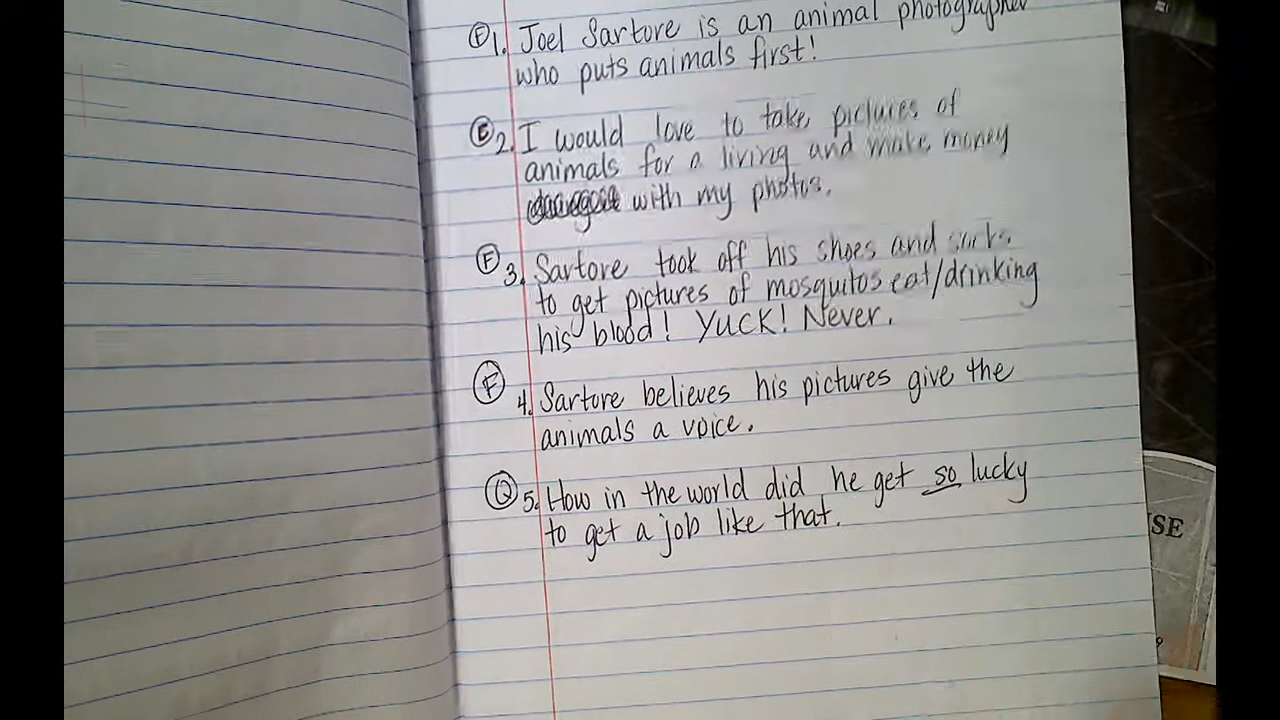 Ⓕ1. Joel Sartore is an animal photographer
who puts animals first!
Ⓔ2. I would love to take pictures of
animals for a living and make money
with my photos.
Ⓕ3. Sartore took off his shoes and socks
to get pictures of mosquitos eat/drinking
his blood! Yuck! Never.
Ⓕ4. Sartore believes his pictures give the
animals a voice.
Ⓠ5. How in the world did he get so lucky
to get a job like that.
SE